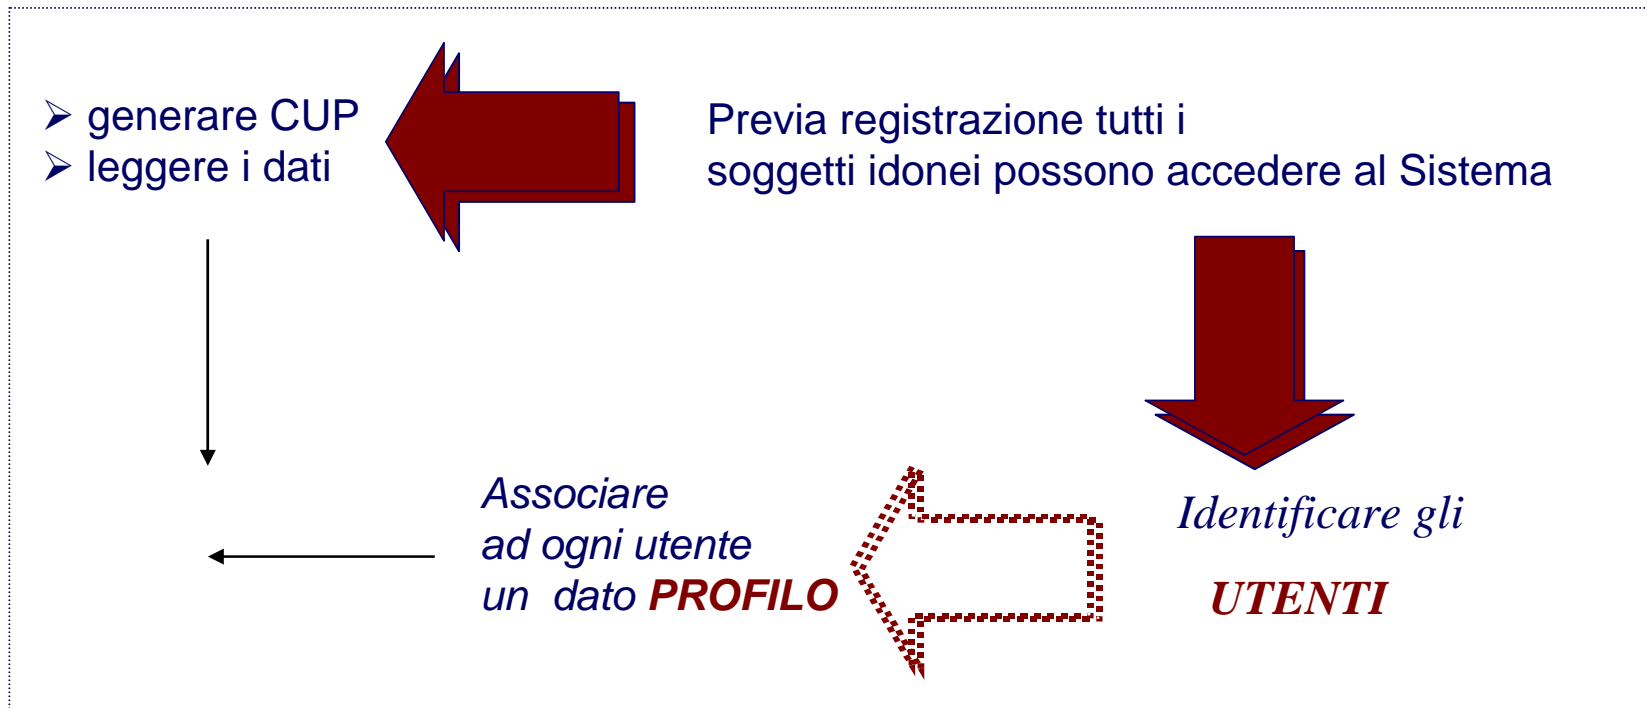 ➢ generare CUP
➢ leggere i dati
Previa registrazione tutti i
soggetti idonei possono accedere al Sistema
Associare
ad ogni utente
un dato PROFILO
Identificare gli
UTENTI